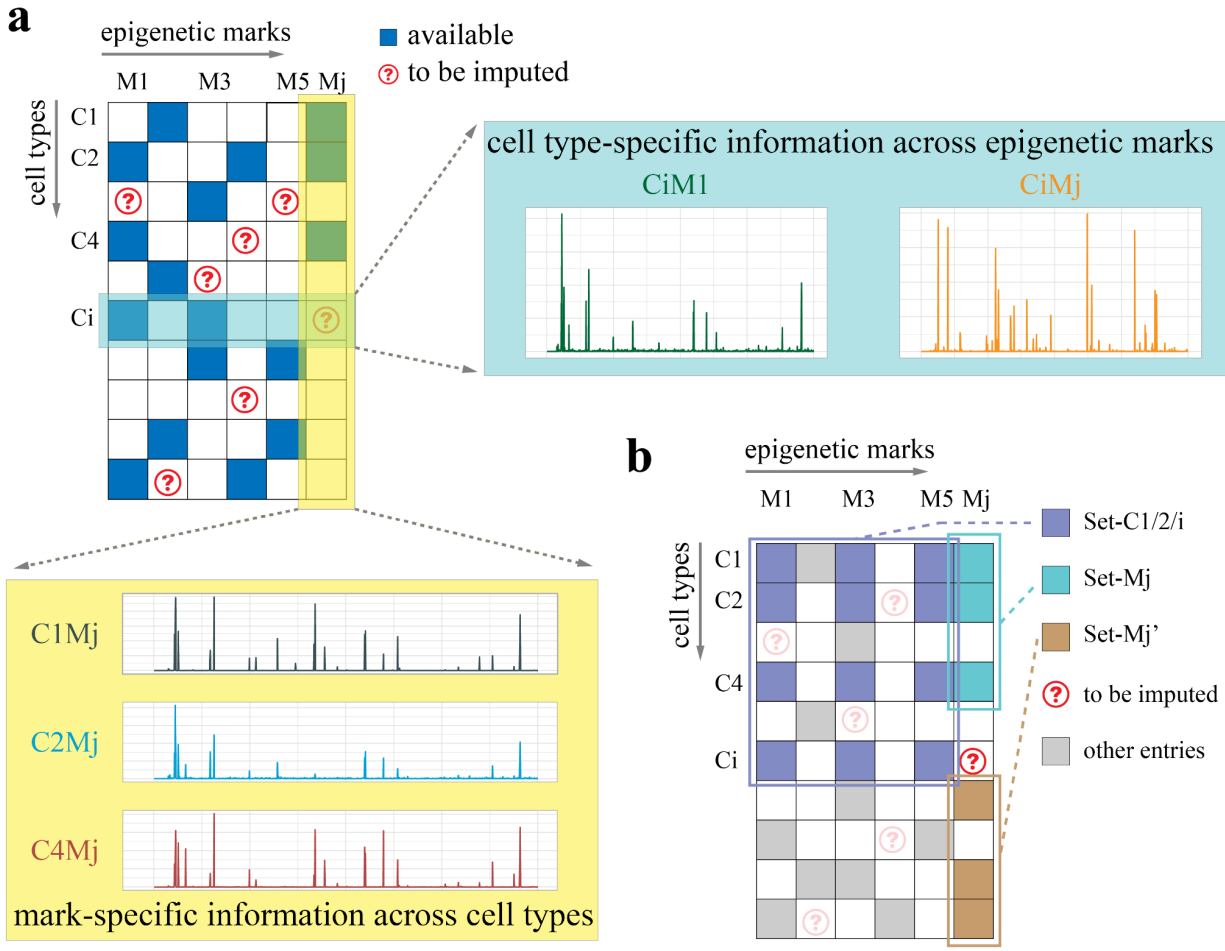 a
epigenetic marks
available
to be imputed
M1 M3 M5 Mj
cell types
C1
C2
?
?
C4
?
?
Ci
?
?
?
cell type-specific information across epigenetic marks
CiM1 CiMj
C1Mj
C2Mj
C4Mj
mark-specific information across cell types
b
epigenetic marks
M1 M3 M5 Mj
cell types
C1
C2
?
?
C4
?
Ci
?
?
?
Set-C1/2/i
Set-Mj
Set-Mj’
? to be imputed
other entries